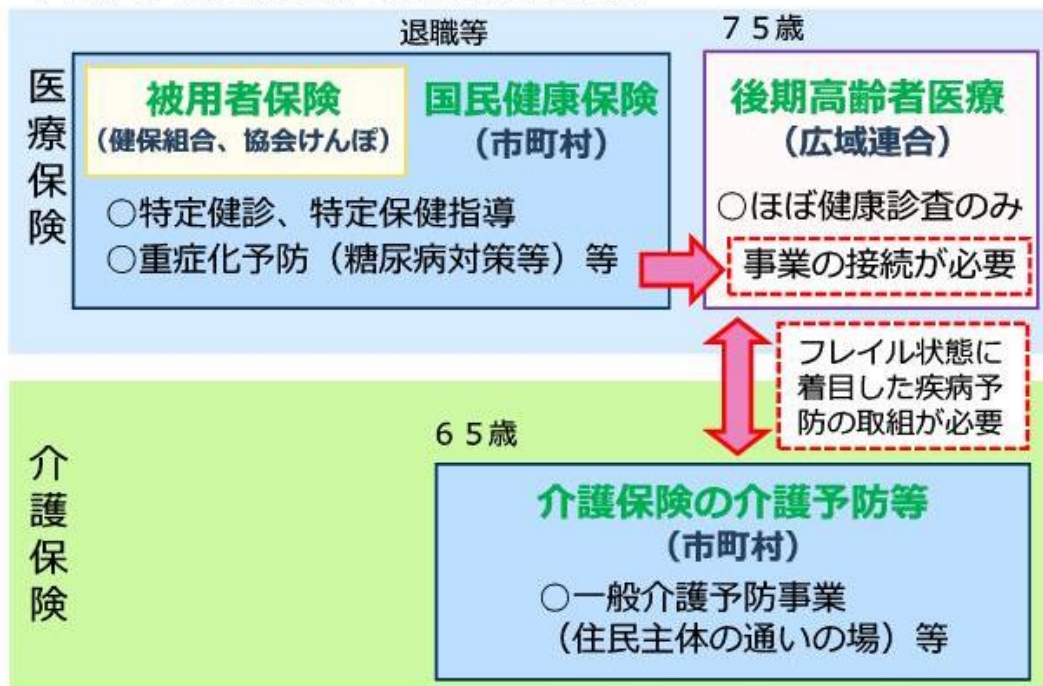 退職等
７５歳
医療保険
被用者保険
（健保組合、協会けんぽ）
国民健康保険
（市町村）
○特定健診、特定保健指導
○重症化予防（糖尿病対策等）等
後期高齢者医療
（広域連合）
○ほぼ健康診査のみ
事業の接続が必要
フレイル状態に
着目した疾病予
防の取組が必要
６５歳
介護保険
介護保険の介護予防等
（市町村）
○一般介護予防事業
（住民主体の通いの場）等